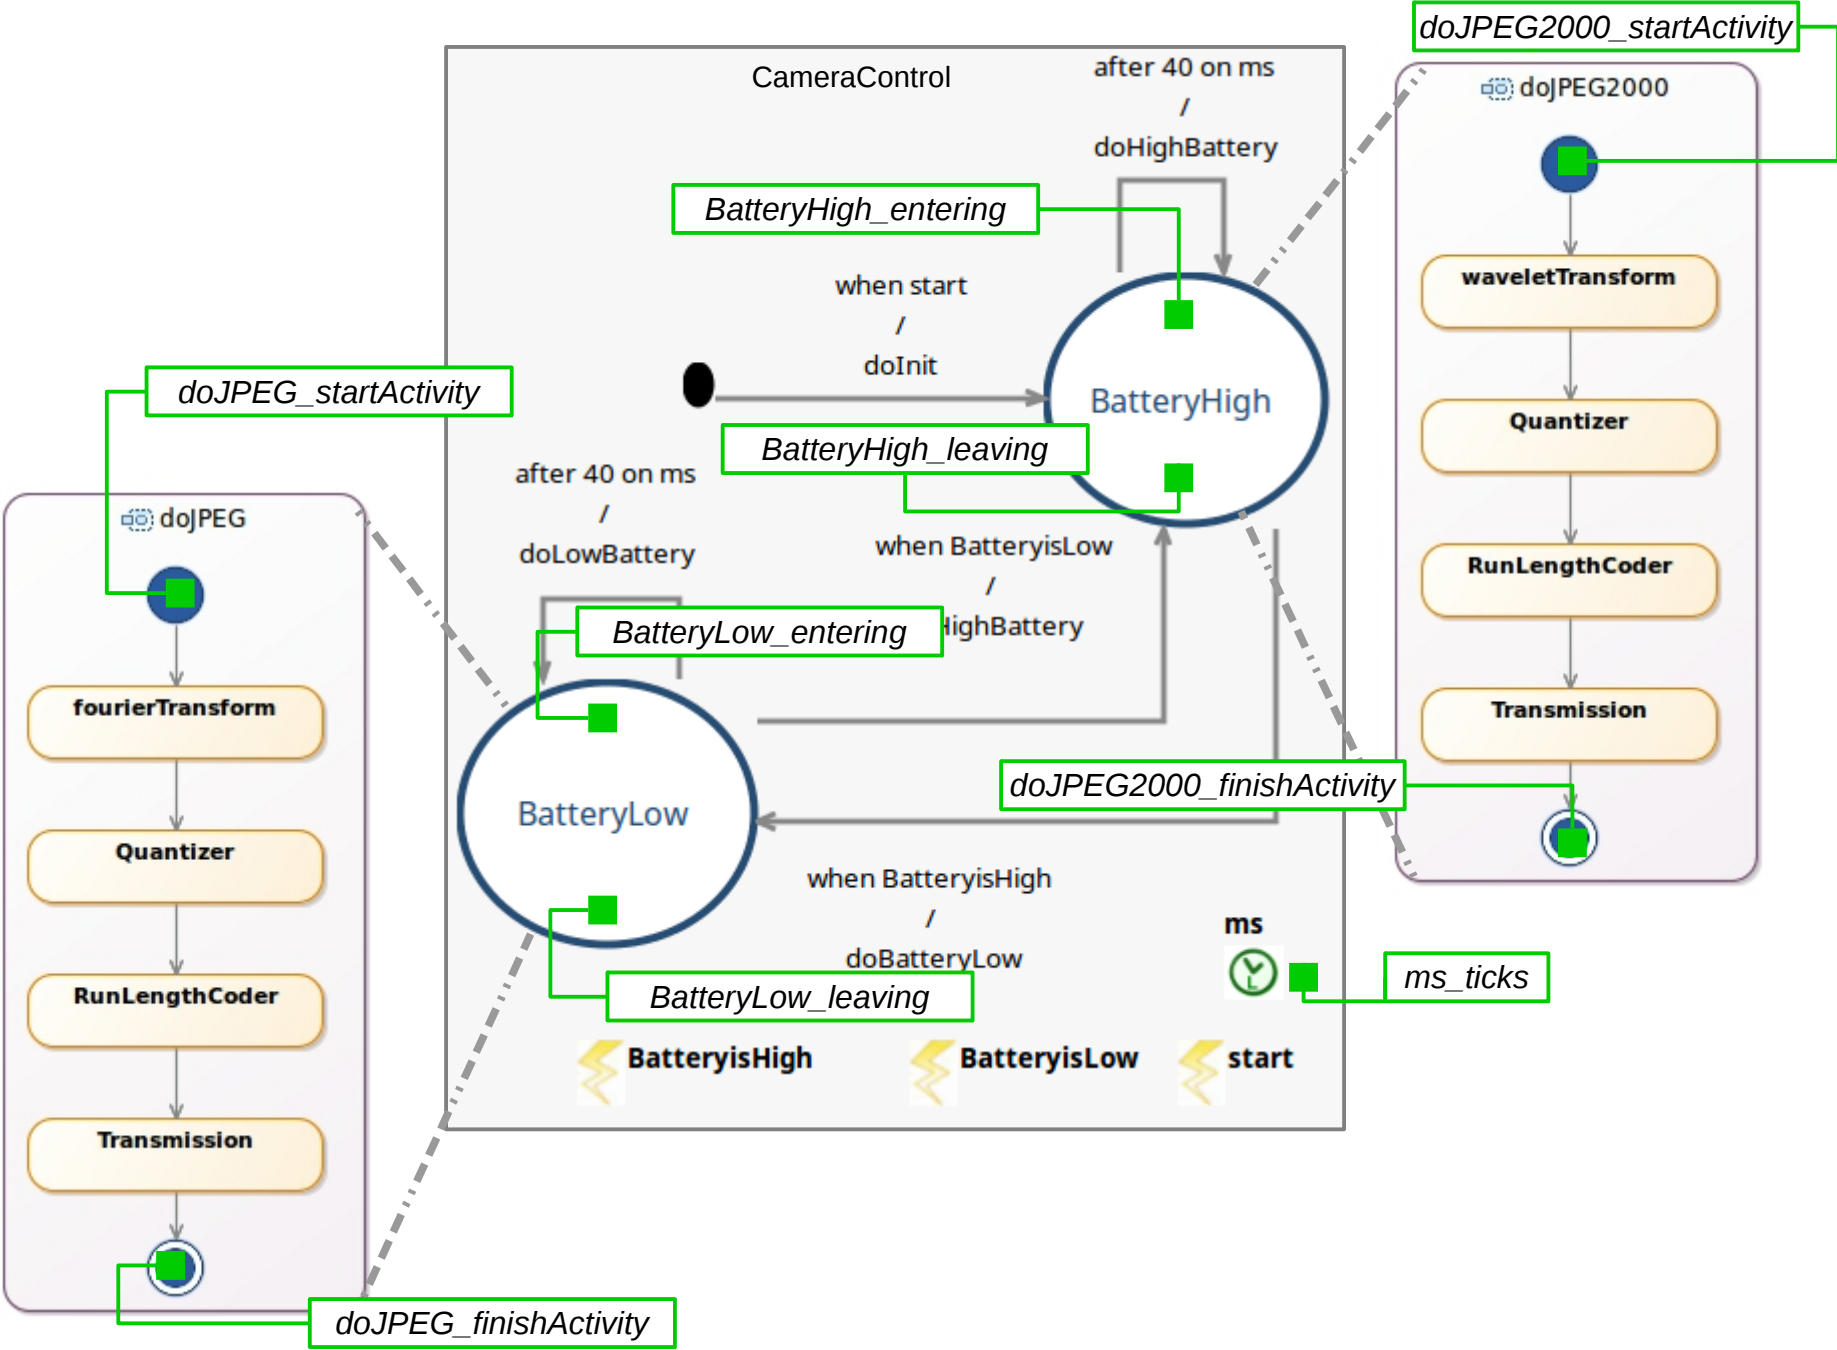 doJPEG2000_startActivity
CameraControl
after 40 on ms
/
doHighBattery
doJPEG2000
BatteryHigh_entering
waveletTransform
when start
/
doInit
doJPEG_startActivity
BatteryHigh
Quantizer
BatteryHigh_leaving
after 40 on ms
/
doLowBattery
doJPEG
when BatteryisLow
/
HighBattery
RunLengthCoder
BatteryLow_entering
fourierTransform
Transmission
doJPEG2000_finishActivity
BatteryLow
Quantizer
when BatteryisHigh
/
doBatteryLow
ms
ms_ticks
RunLengthCoder
BatteryLow_leaving
BatteryisHigh
BatteryisLow
start
Transmission
doJPEG_finishActivity